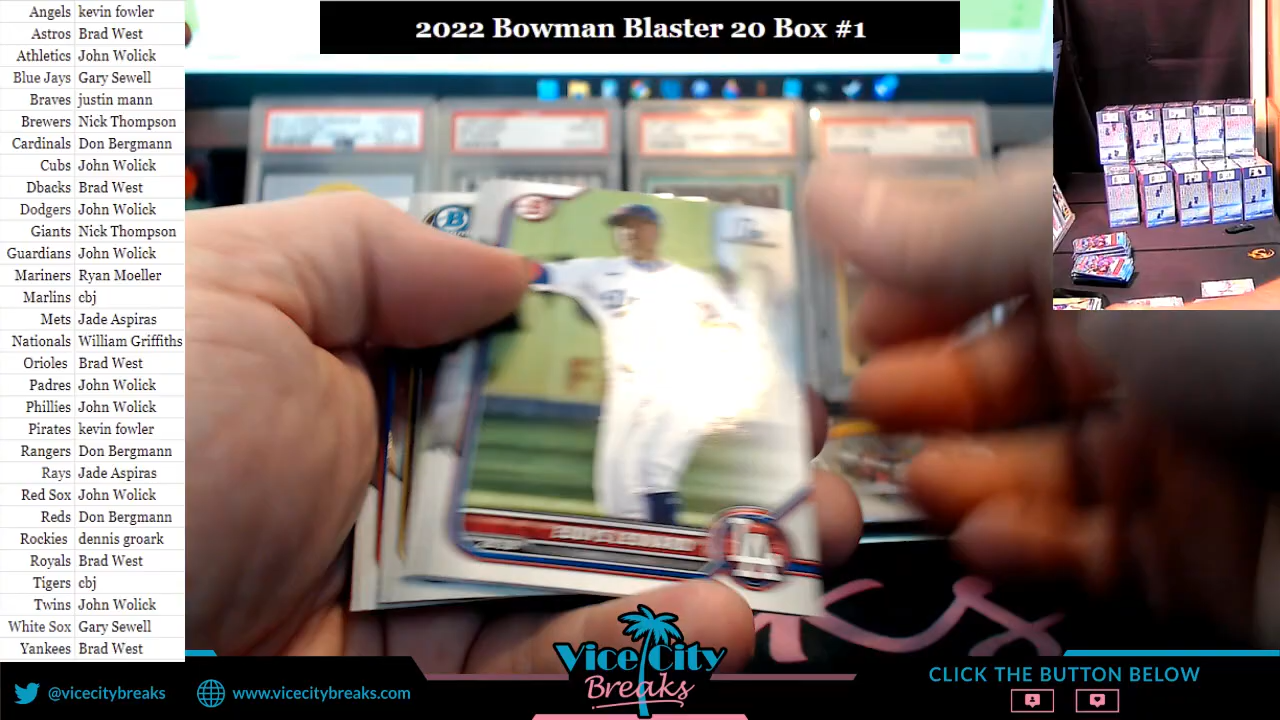 2022 Bowman Blaster 20 Box #1
Angels kevin fowler
Astros Brad West
Athletics John Wolick
Blue Jays Gary Sewell
Braves justin mann
Brewers Nick Thompson
Cardinals Don Bergmann
Cubs John Wolick
Dbacks Brad West
Dodgers John Wolick
Giants Nick Thompson
Guardians John Wolick
Mariners Ryan Moeller
Marlins cbj
Mets Jade Aspiras
Nationals William Griffiths
Orioles Brad West
Padres John Wolick
Phillies John Wolick
Pirates kevin fowler
Rangers Don Bergmann
Rays Jade Aspiras
Red Sox John Wolick
Reds Don Bergmann
Rockies dennis groark
Royals Brad West
Tigers cbj
Twins John Wolick
White Sox Gary Sewell
Yankees Brad West
@vicecitybreaks
www.vicecitybreaks.com
Vice City
Breaks
CLICK THE BUTTON BELOW